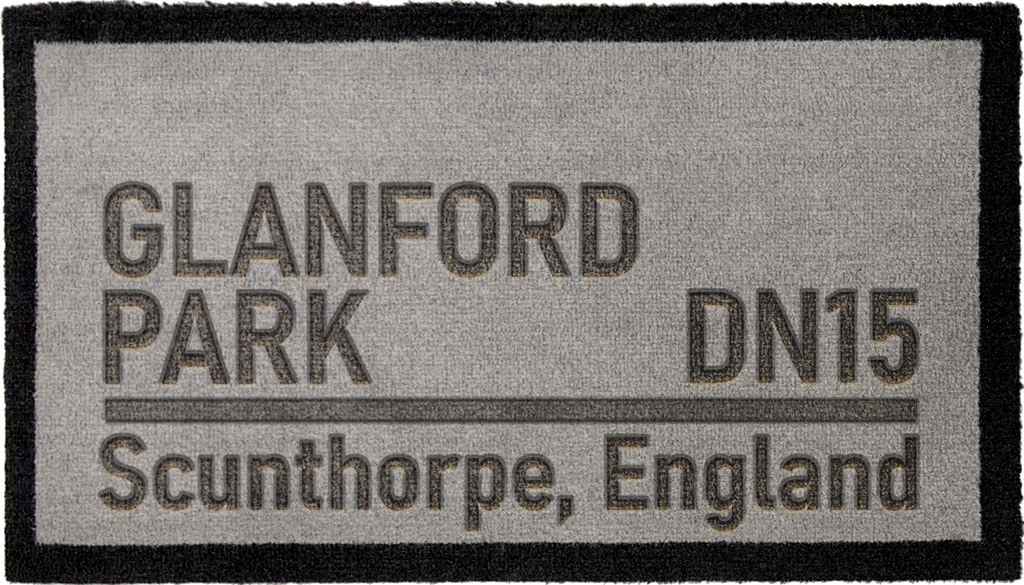 GLANFORD
PARK DN15
Scunthorpe, England